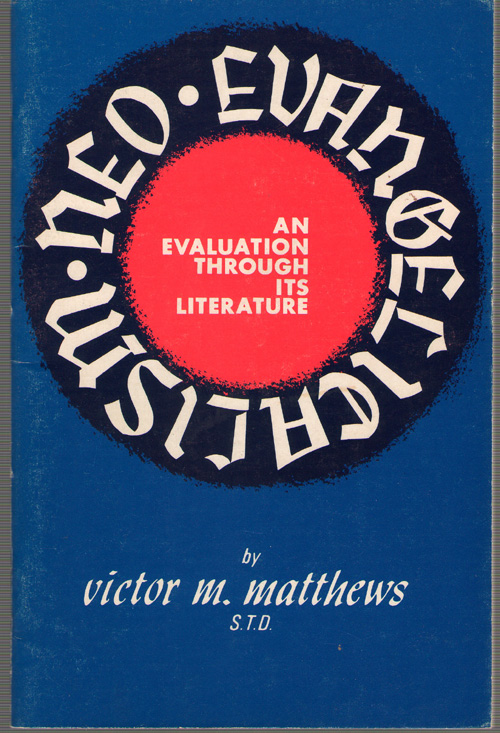 NEO • EVANGELICALISM •
AN
EVALUATION
THROUGH
ITS
LITERATURE
by
victor m. matthews
S.T.D.